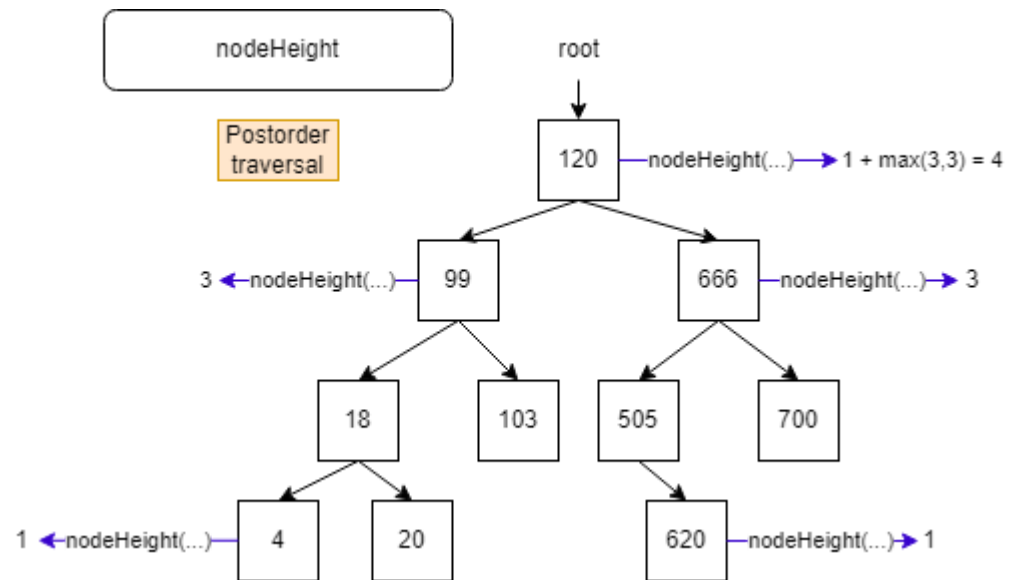 nodeHeight
root
Postorder
traversal
120
nodeHeight(...)
1 + max(3,3) = 4
3
nodeHeight(...)
99
666
nodeHeight(...)
3
18
103
505
700
1
nodeHeight(...)
4
20
620
nodeHeight(...)
1